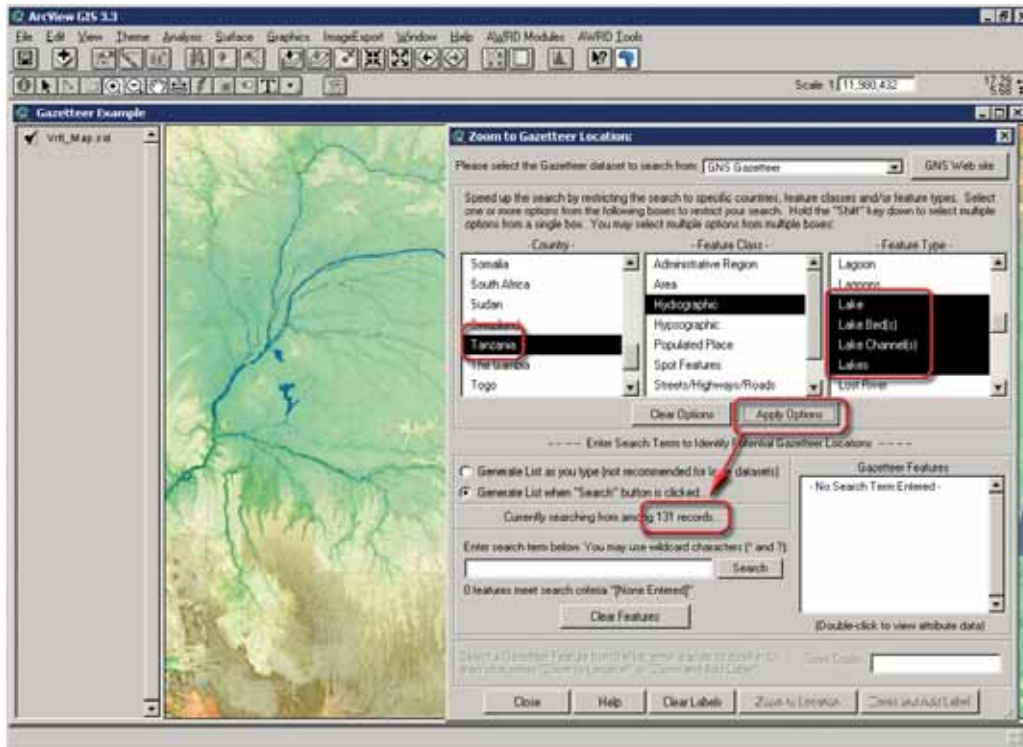 ArcView GIS 3.3
File Edit View Theme Analysis Surface Graphics ImageExport Window Help AWRD Modules AWRD Tools
Scale 1: 11,980,432
17.29
5.68
Gazetteer Example
Zoom to Gazetteer Location:
Please select the Gazetteer dataset to search from: GNS Gazetteer GNS Web site
Speed up the search by restricting the search to specific countries, feature classes and/or feature types. Select
one or more options from the following boxes to restrict your search. Hold the "Shift" key down to select multiple
options from a single box. You may select multiple options from multiple boxes:
- Country - - Feature Class - - Feature Type -
Somalia Administrative Region Lagoon
South Africa Area Lagoons
Sudan Hydrographic Lake
Swaziland Hypsographic Lake Bed(s)
Tanzania Populated Place Lake Channel(s)
The Gambia Spot Features Lakes
Togo Streets/Highways/Roads Lost River
Clear Options Apply Options
---- Enter Search Term to Identify Potential Gazetteer Locations ----
Generate List as you type (not recommended for large datasets)
Generate List when "Search" button is clicked
Gazetteer Features
- No Search Term Entered -
Currently searching from among 131 records...
Enter search term below. You may use wildcard characters (* and ?):
Search
0 features meet search criteria "[None Entered]"
Clear Features
(Double-click to view attribute data)
Close Help Clear Labels Zoom to Location Zoom and Add Label